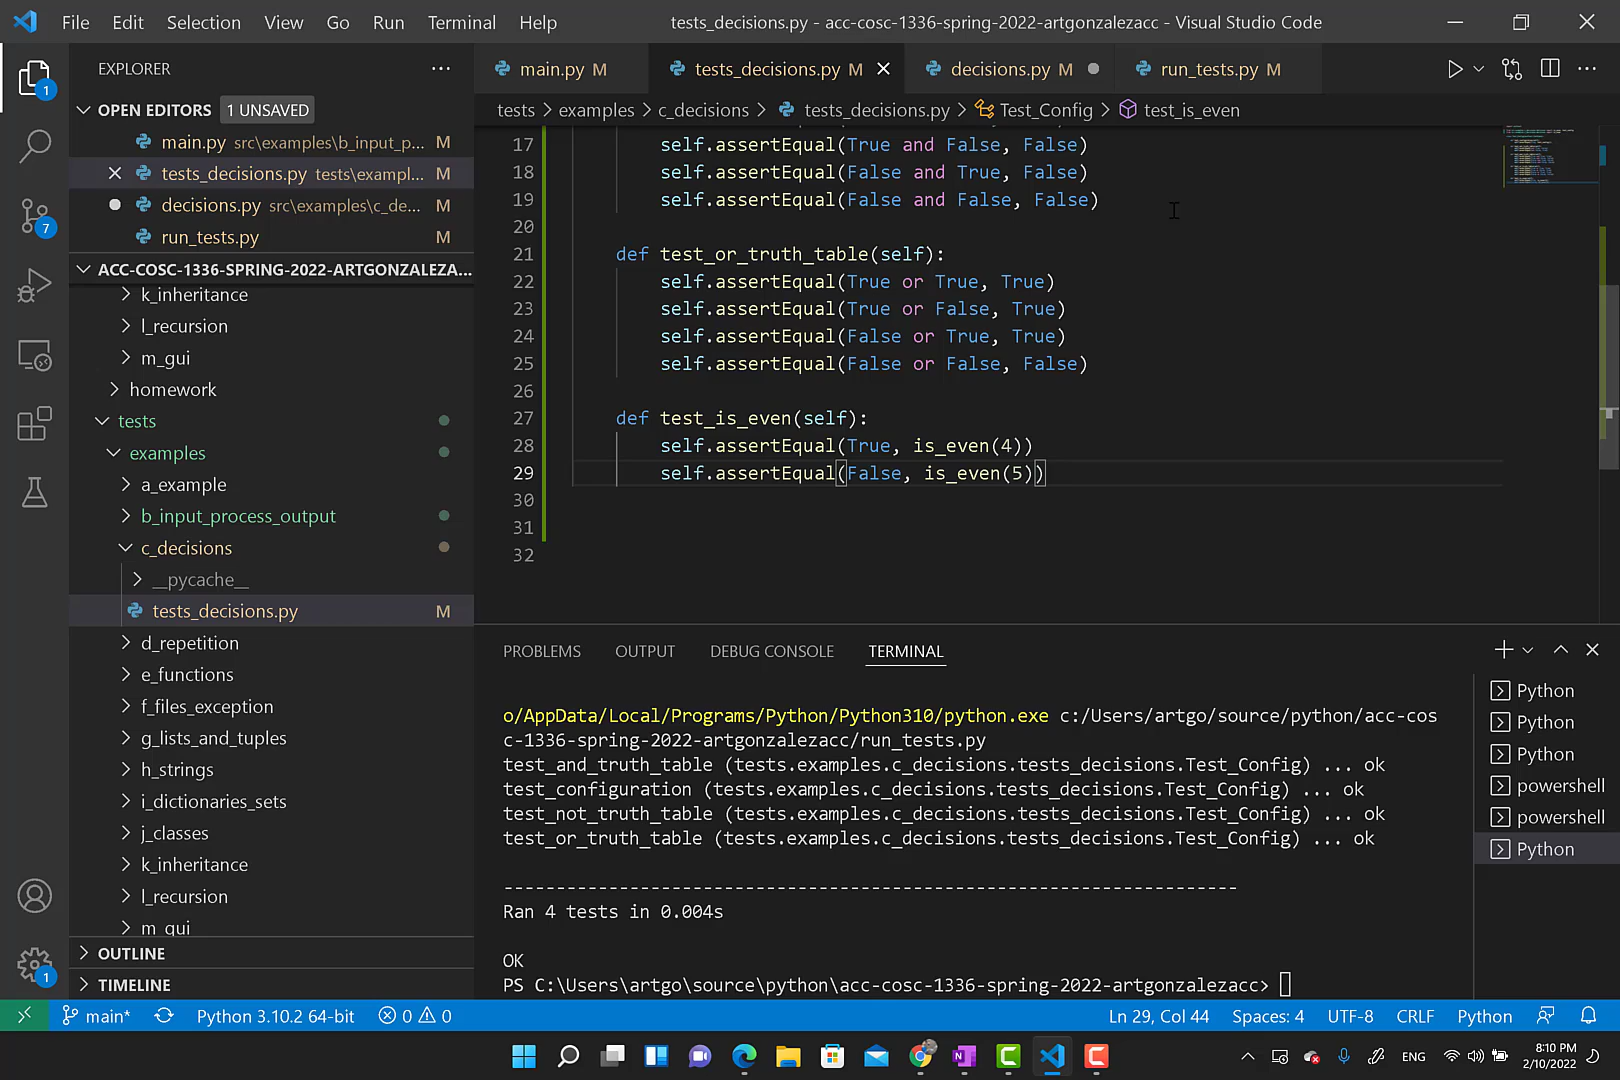 File Edit Selection View Go Run Terminal Help tests_decisions.py - acc-cosc-1336-spring-2022-artgonzalezacc - Visual Studio Code
EXPLORER
OPEN EDITORS 1 UNSAVED
main.py src\examples\b_input_p... M
tests_decisions.py tests\exampl... M
decisions.py src\examples\c_de... M
run_tests.py M
ACC-COSC-1336-SPRING-2022-ARTGONZALEZA...
k_inheritance
l_recursion
m_gui
homework
tests
examples
a_example
b_input_process_output
c_decisions
__pycache__
tests_decisions.py M
d_repetition
e_functions
f_files_exception
g_lists_and_tuples
h_strings
i_dictionaries_sets
j_classes
k_inheritance
l_recursion
m_gui
OUTLINE
TIMELINE
1
7
1
main.py M tests_decisions.py M decisions.py M run_tests.py M
tests > examples > c_decisions > tests_decisions.py > Test_Config > test_is_even
17 self.assertEqual(True and False, False)
18 self.assertEqual(False and True, False)
19 self.assertEqual(False and False, False)
20
21 def test_or_truth_table(self):
22 self.assertEqual(True or True, True)
23 self.assertEqual(True or False, True)
24 self.assertEqual(False or True, True)
25 self.assertEqual(False or False, False)
26
27 def test_is_even(self):
28 self.assertEqual(True, is_even(4))
29 self.assertEqual(False, is_even(5))
30
31
32
PROBLEMS OUTPUT DEBUG CONSOLE TERMINAL
o/AppData/Local/Programs/Python/Python310/python.exe c:/Users/artgo/source/python/acc-cos
c-1336-spring-2022-artgonzalezacc/run_tests.py
test_and_truth_table (tests.examples.c_decisions.tests_decisions.Test_Config) ... ok
test_configuration (tests.examples.c_decisions.tests_decisions.Test_Config) ... ok
test_not_truth_table (tests.examples.c_decisions.tests_decisions.Test_Config) ... ok
test_or_truth_table (tests.examples.c_decisions.tests_decisions.Test_Config) ... ok
----------------------------------------------------------------------
Ran 4 tests in 0.004s
OK
PS C:\Users\artgo\source\python\acc-cosc-1336-spring-2022-artgonzalezacc>
Python
Python
Python
powershell
powershell
Python
main* Python 3.10.2 64-bit 0 0 Ln 29, Col 44 Spaces: 4 UTF-8 CRLF Python
ENG 8:10 PM
2/10/2022